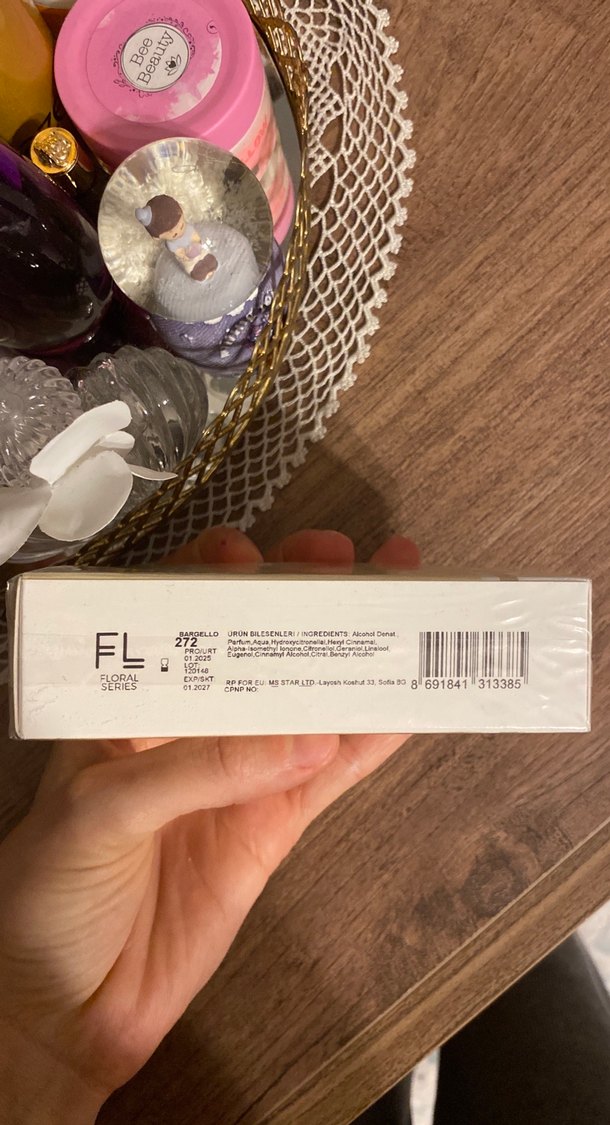 Bee
Beauty
FL
FLORAL
SERIES
BARGELLO
272
PRO/URT
01.2025
LOT:
120148
EXP/SKT
01.2027
ÜRÜN BILESENLERI / INGREDIENTS: Alcohol Denat.
Parfum,Aqua,Hydroxycitronellal,Hexyl Cinnamal,
Alpha-Isomethyl Ionone,Citronellol,Geraniol,Linalool,
Eugenol,Cinnamyl Alcohol,Citral,Benzyl Alcohol
RP FOR EU: MS STAR LTD.-Layosh Koshut 33, Sofia BG
CPNP NO:
8 691841 313385